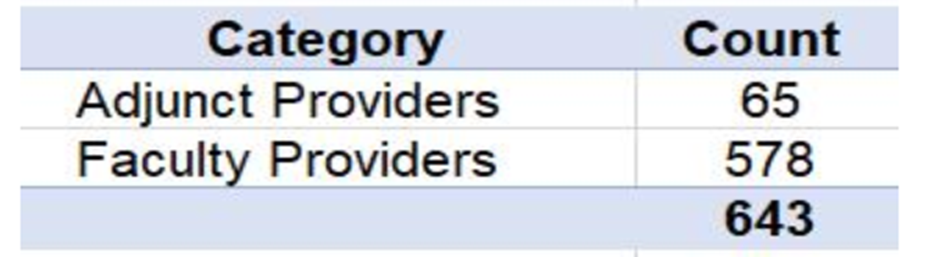 Category Count
Adjunct Providers 65
Faculty Providers 578
643